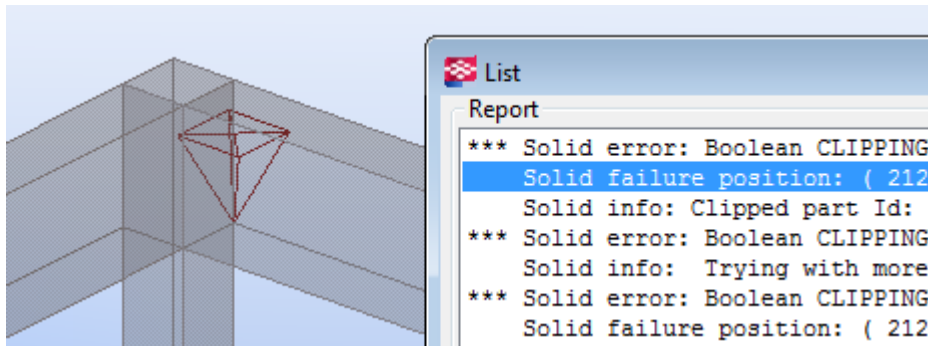 List
Report
*** Solid error: Boolean CLIPPING
Solid failure position: ( 212
Solid info: Clipped part Id:
*** Solid error: Boolean CLIPPING
Solid info:  Trying with more
*** Solid error: Boolean CLIPPING
Solid failure position: ( 212